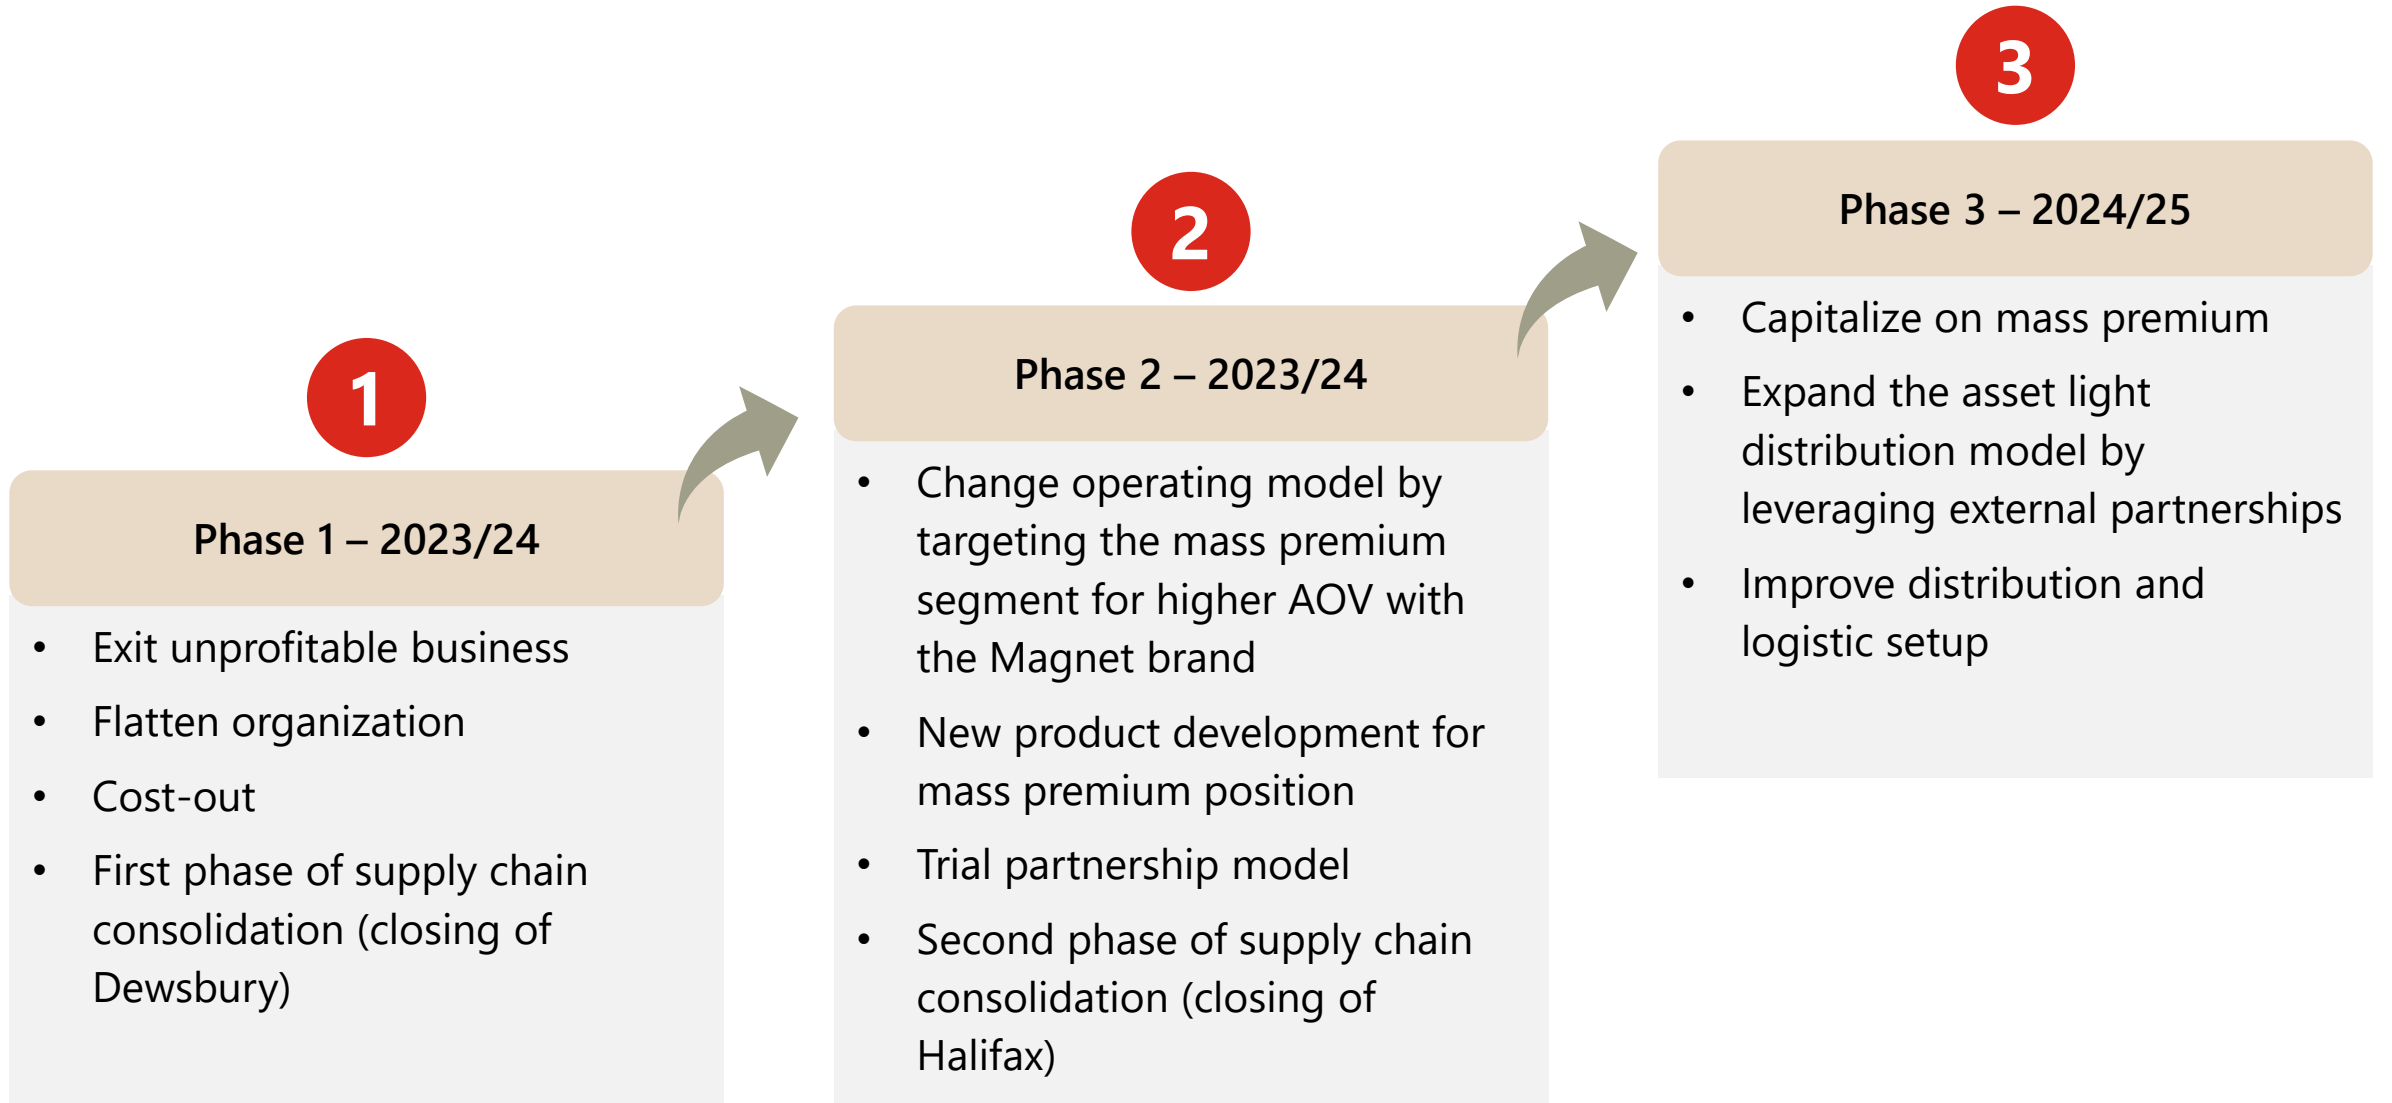 1
Phase 1 – 2023/24
• Exit unprofitable business
• Flatten organization
• Cost-out
• First phase of supply chain
consolidation (closing of
Dewsbury)
2
Phase 2 – 2023/24
• Change operating model by
targeting the mass premium
segment for higher AOV with
the Magnet brand
• New product development for
mass premium position
• Trial partnership model
• Second phase of supply chain
consolidation (closing of
Halifax)
3
Phase 3 – 2024/25
• Capitalize on mass premium
• Expand the asset light
distribution model by
leveraging external partnerships
• Improve distribution and
logistic setup